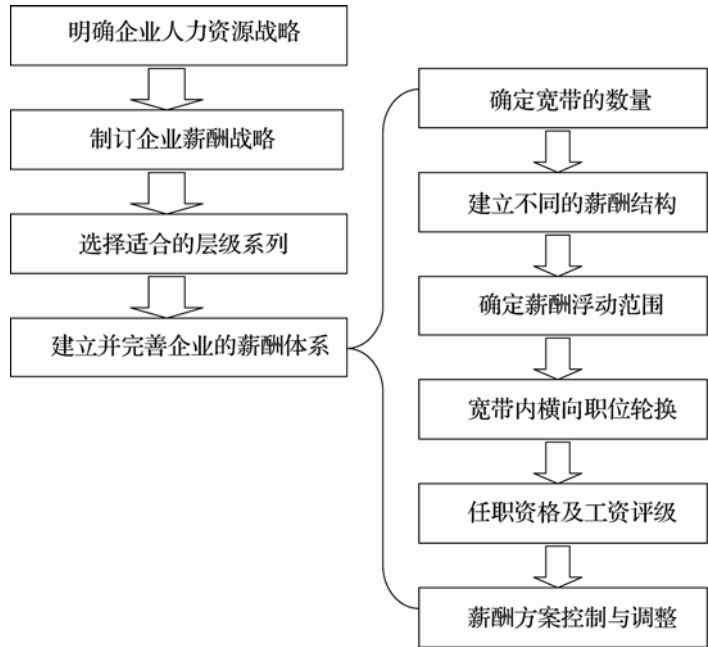 明确企业人力资源战略
制订企业薪酬战略
选择适合的层级系列
建立并完善企业的薪酬体系
确定宽带的数量
建立不同的薪酬结构
确定薪酬浮动范围
宽带内横向职位轮换
任职资格及工资评级
薪酬方案控制与调整